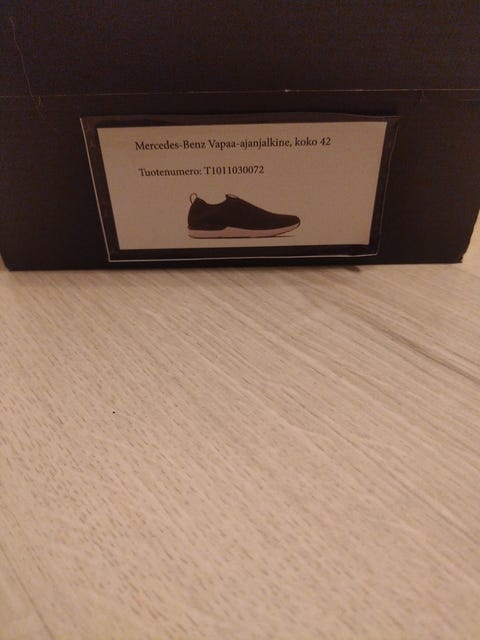 Mercedes-Benz Vapaa-ajanjalkine, koko 42
Tuotenumero: T1011030072